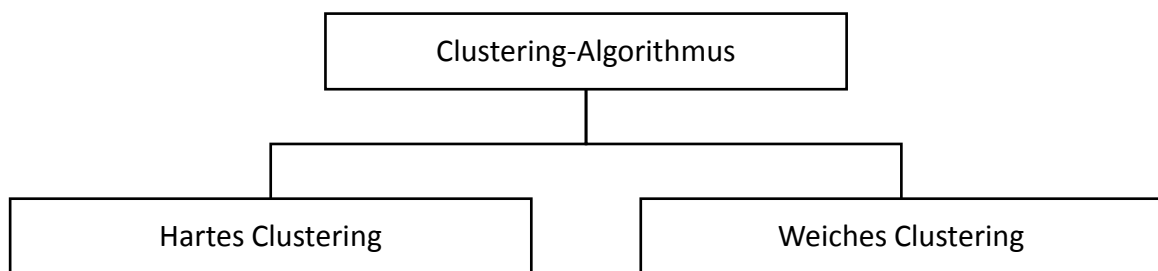 Clustering-Algorithmus
Hartes Clustering
Weiches Clustering